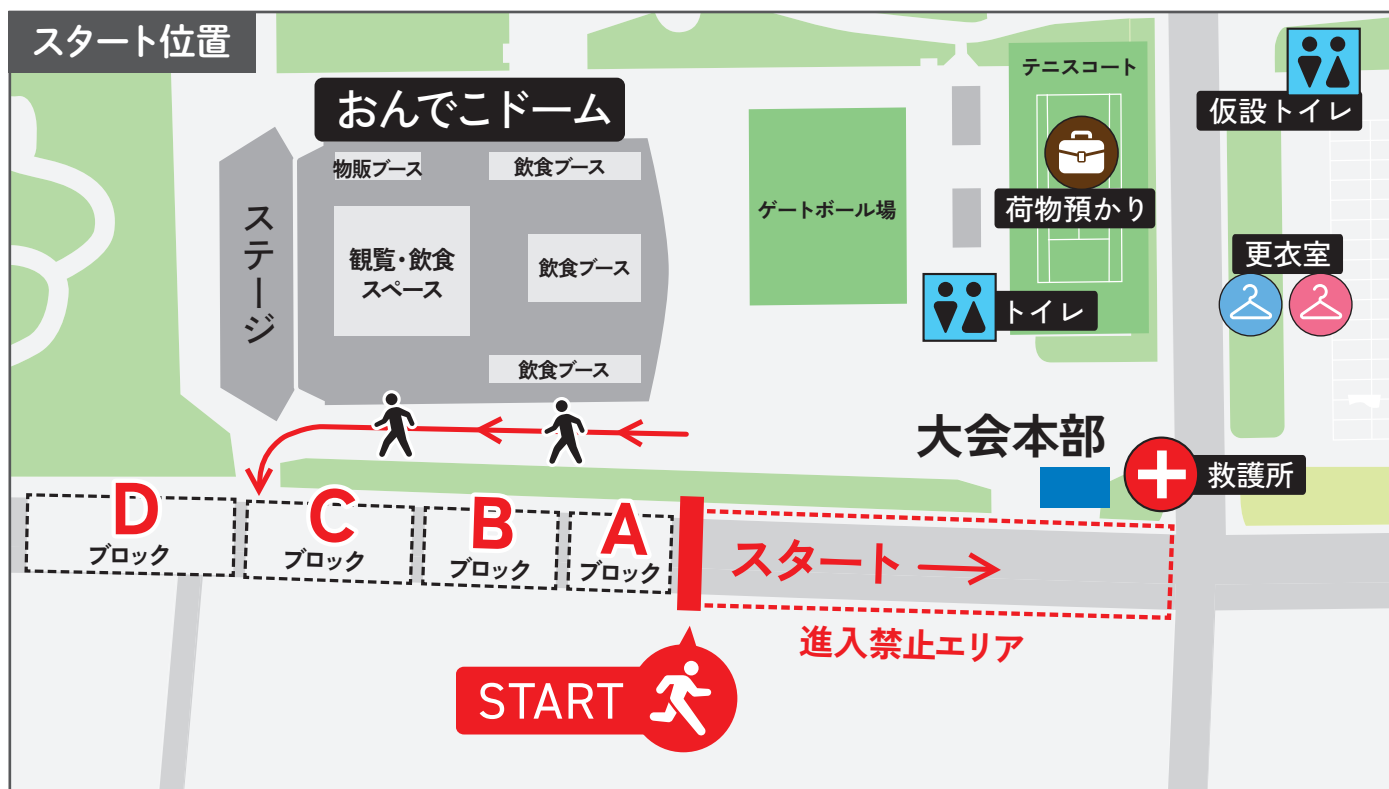 スタート位置
おんでこドーム
テニスコート
仮設トイレ
物販ブース
飲食ブース
荷物預かり
ゲートボール場
ステージ
観覧・飲食
スペース
飲食ブース
更衣室
トイレ
飲食ブース
大会本部
救護所
D
ブロック
C
ブロック
B
ブロック
A
ブロック
スタート
進入禁止エリア
START